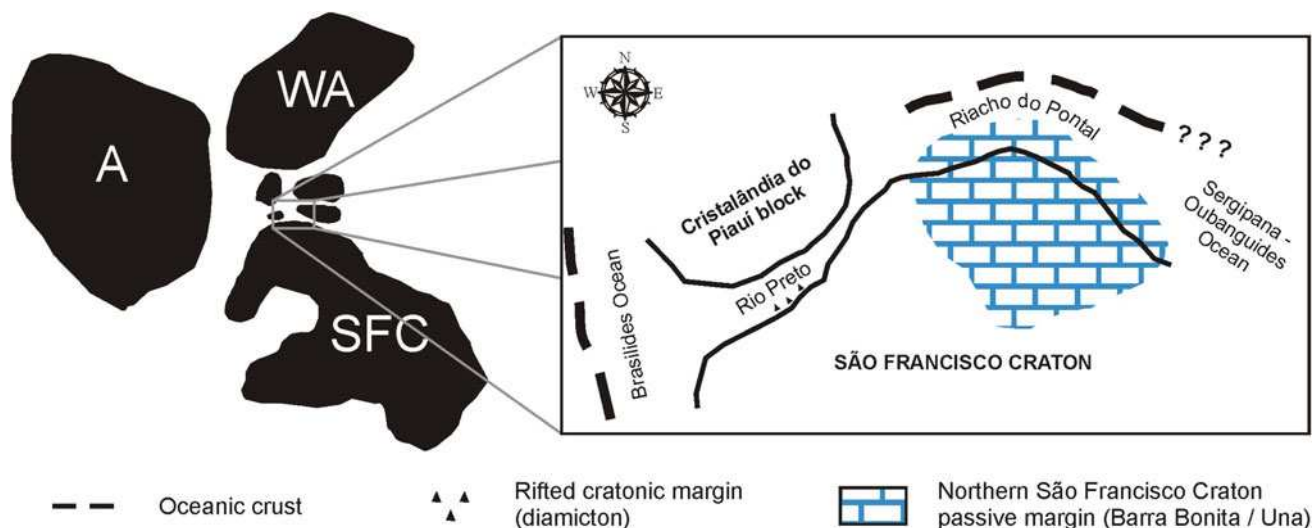 A
WA
SFC
N
W E
S
Riacho do Pontal
? ? ?
Cristalândia do
Piauí block
Sergipana -
Oubanguides
Ocean
Rio Preto
Brasilides Ocean
SÃO FRANCISCO CRATON
Oceanic crust
Rifted cratonic margin
(diamicton)
Northern São Francisco Craton
passive margin (Barra Bonita / Una)